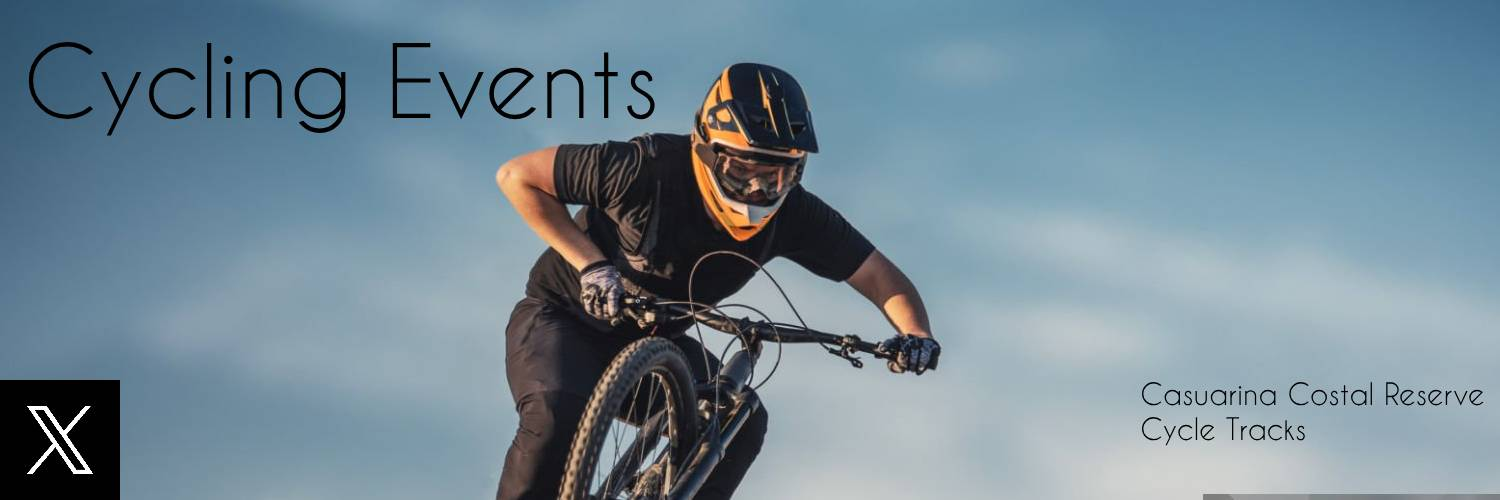 Cycling Events
Casuarina Costal Reserve
Cycle Tracks
X